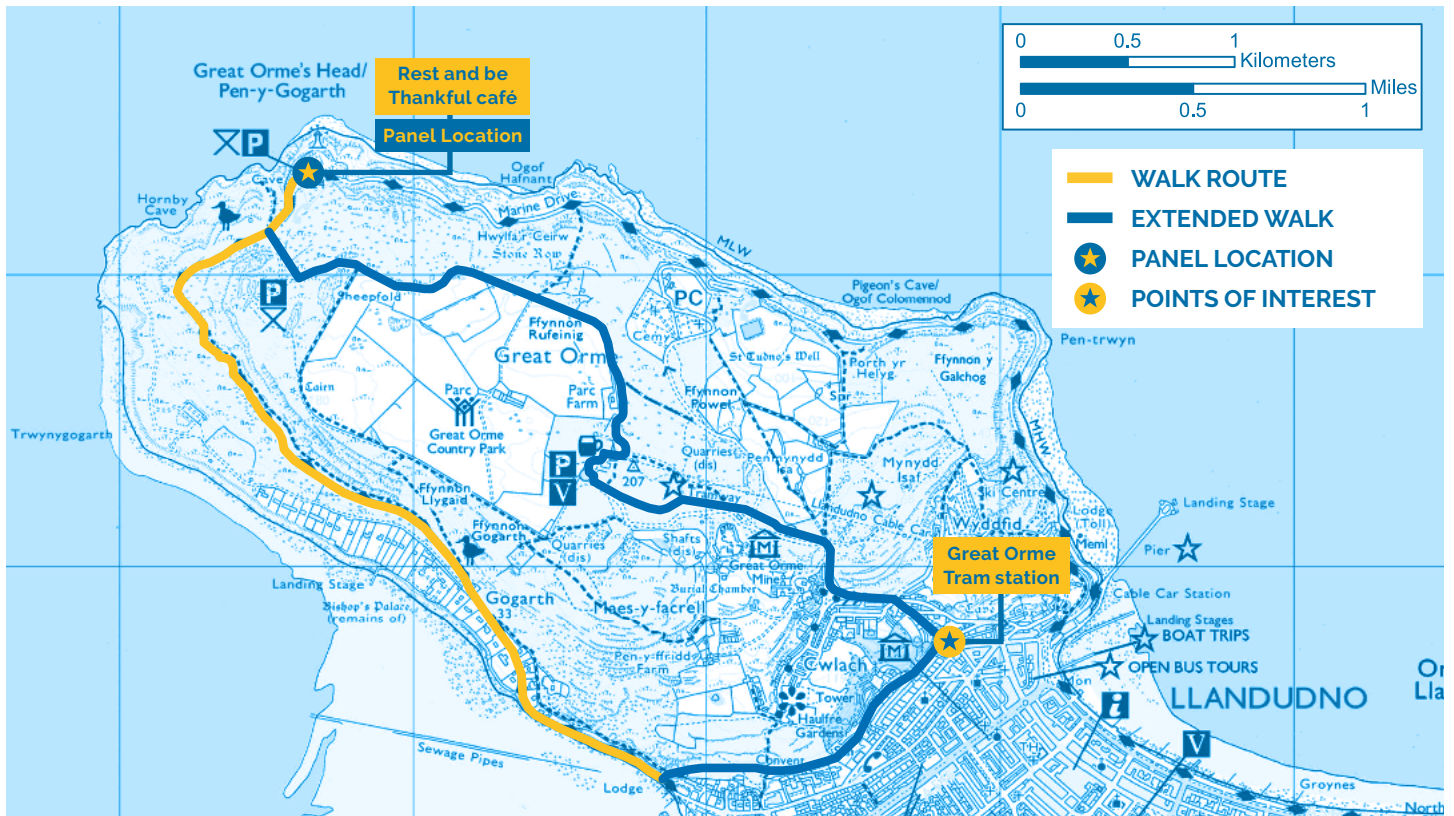 0 0.5 1
Kilometers
Miles
0 0.5 1
WALK ROUTE
EXTENDED WALK
PANEL LOCATION
POINTS OF INTEREST
Great Orme's Head/
Pen-y-Gogarth
Rest and be
Thankful café
Panel Location
P
Cave
Hornby
Cave
Ogof
Hafnant
Marine Drive
Hwylfa'r Ceirw
Stone Row
MLW
P
Sheepfold
PC
Cemy
Pigeon's Cave/
Ogof Colomennod
Pen-trwyn
Ffynnon
Rufeinig
Great Orme
St Tudno's Well
Porth yr
Helyg
Ffynnon y
Galchog
Spr
Cairn
Parc
Great Orme
Country Park
Parc
Farm
Ffynnon
Powel
Trwynygogarth
MHW
P
V
207
Quarries
(dis)
Penmynydd
Isa
Mynydd
Isaf
Ski Centre
Tramway
Llandudno Cable Car
Wyddfid
Lodge
(Toll)
Meml
Landing Stage
Pier
Ffynnon
Llygaid
Ffynnon
Gogarth
Quarries
(dis)
Shafts
(dis)
M
Great Orme
Mine
Burial Chamber
Great Orme
Tram station
Cave
Cable Car Station
Landing Stage
Bishop's Palace
(remains of)
Gogarth
33
Maes-y-facrell
Pen-y-ffridd
Farm
Cwlach
M
Landing Stages
BOAT TRIPS
OPEN BUS TOURS
Mon
LLANDUDNO
Tower
Haulfre
Gardens
i
V
TH
Sewage Pipes
Convent
Lodge
Groynes
North